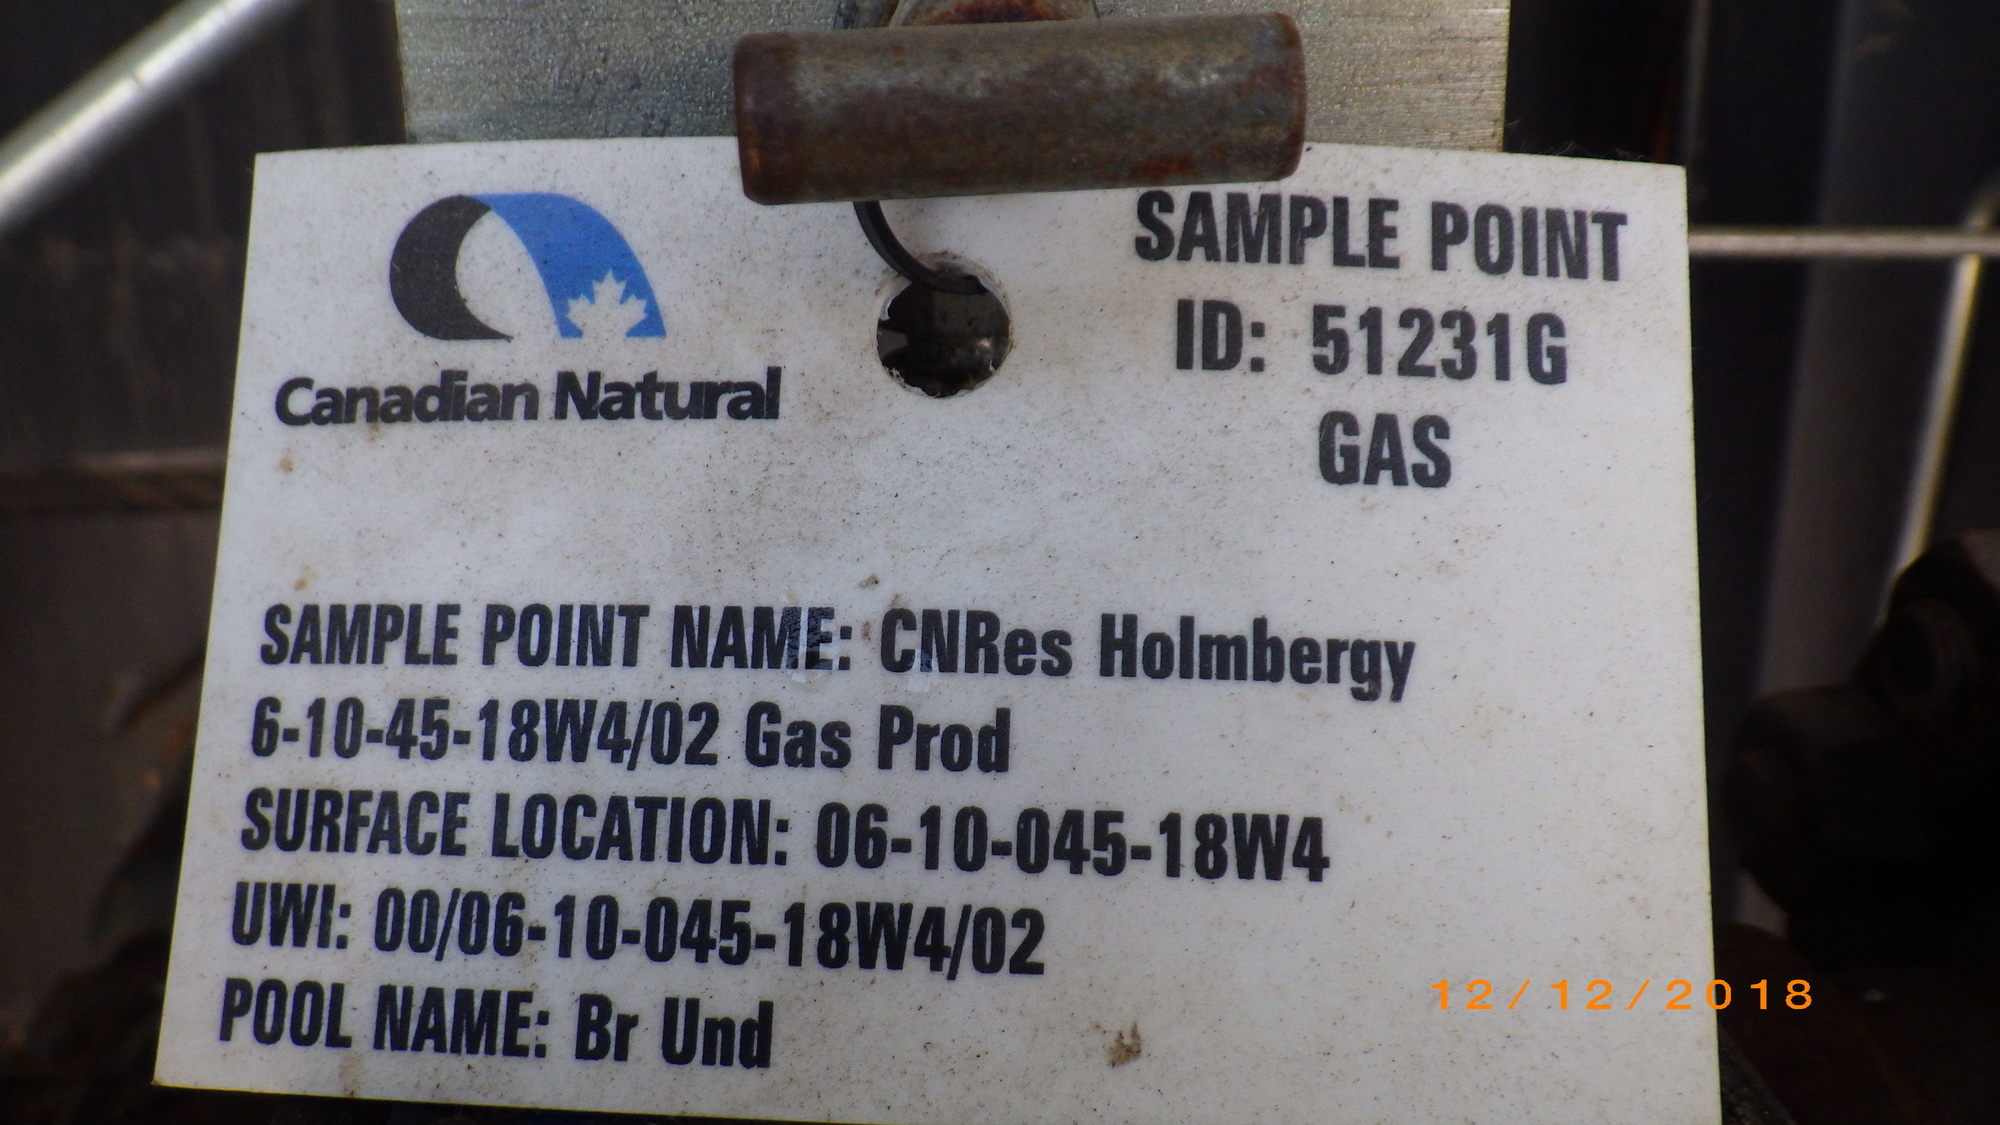 Canadian Natural
SAMPLE POINT
ID: 51231G
GAS
SAMPLE POINT NAME: CNRes Holmbergy
6-10-45-18W4/02 Gas Prod
SURFACE LOCATION: 06-10-045-18W4
UWI: 00/06-10-045-18W4/02
POOL NAME: Br Und
12/12/2018